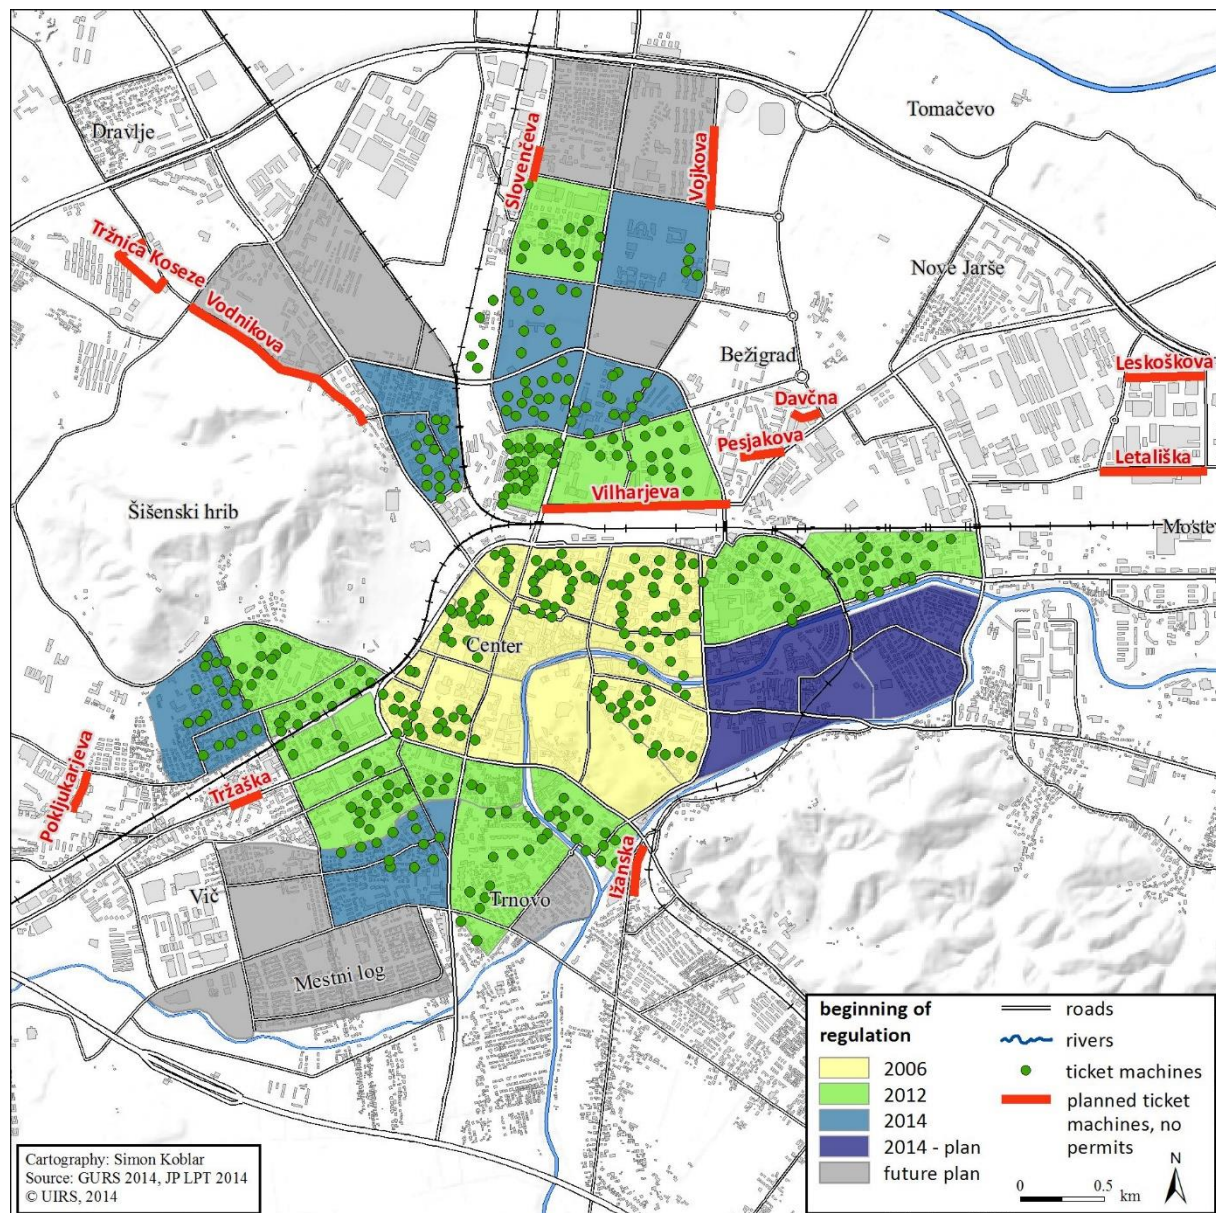 Tomačevo
Dravlje
Slovenčeva
Vojkova
Tržnica Koseze
Nove Jarše
Vodnikova
Bežigrad
Leskoškova
Davčna
Pesjakova
Letališka
Vilharjeva
Šišenski hrib
Moste
Center
Pokljukarjeva
Tržaška
Ižanska
Vič
Trnovo
Mestni log
beginning of
regulation
2006
2012
2014
2014 - plan
future plan
roads
rivers
ticket machines
planned ticket
machines, no
permits
N
0 0.5
km
Cartography: Simon Koblar
Source: GURS 2014, JP LPT 2014
© UIRS, 2014